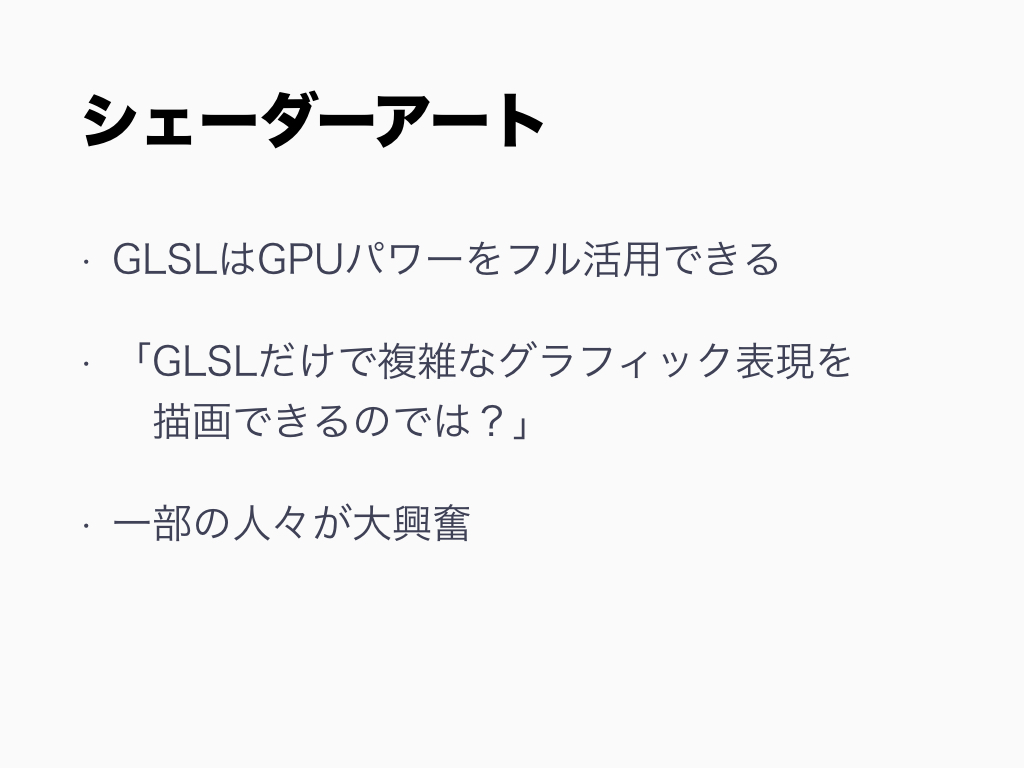 シェーダーアート
・GLSLはGPUパワーをフル活用できる
・「GLSLだけで複雑なグラフィック表現を
描画できるのでは？」
・一部の人々が大興奮